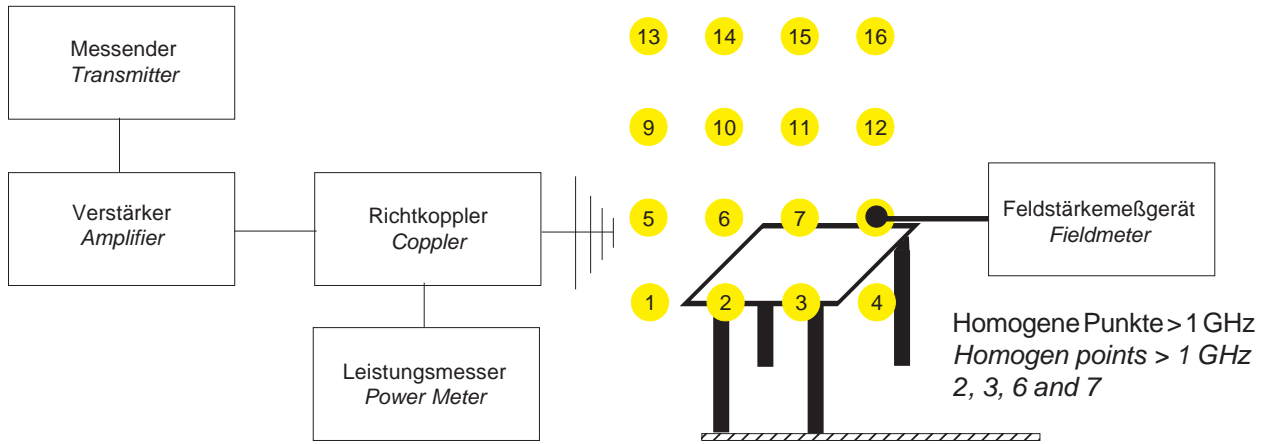 Messender
Transmitter
Verstärker
Amplifier
Richtkoppler
Coppler
Leistungsmesser
Power Meter
13 14 15 16
9 10 11 12
5 6 7
1 2 3 4
Feldstärkemeßgerät
Fieldmeter
Homogene Punkte > 1 GHz
Homogen points > 1 GHz
2, 3, 6 and 7